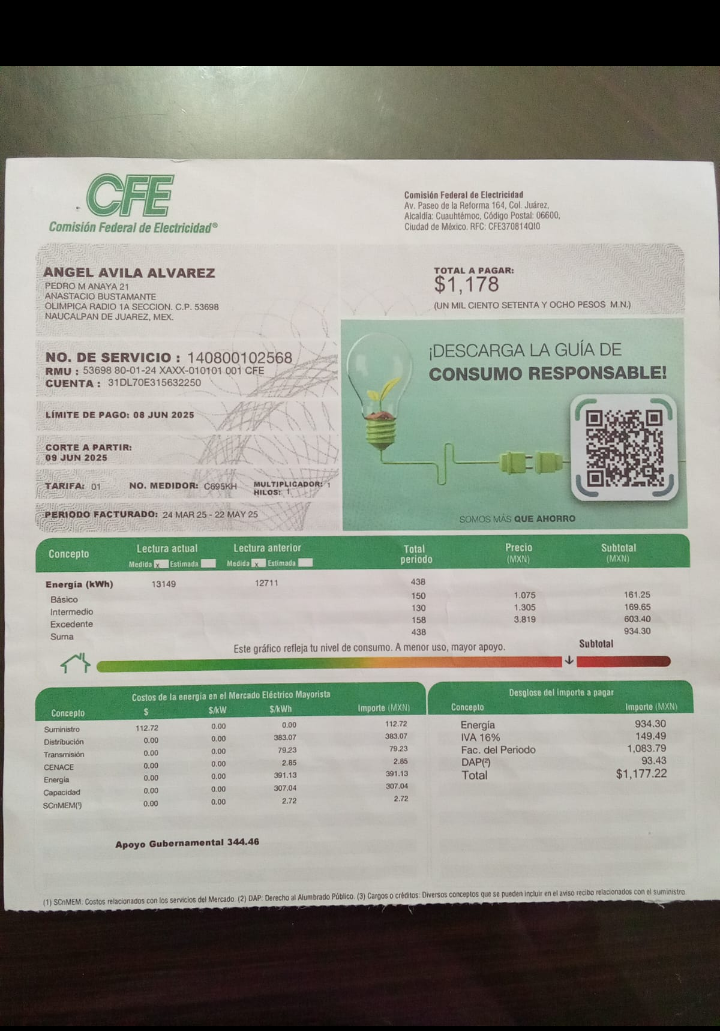 CFE
Comisión Federal de Electricidad®
Comisión Federal de Electricidad
Av. Paseo de la Reforma 164, Col. Juárez,
Alcaldía: Cuauhtémoc, Código Postal: 06600,
Ciudad de México. RFC: CFE370814QI0
ANGEL AVILA ALVAREZ
PEDRO M ANAYA 21
ANASTACIO BUSTAMANTE
OLIMPICA RADIO 1A SECCION. C.P. 53698
NAUCALPAN DE JUAREZ, MEX.
TOTAL A PAGAR:
$1,178
(UN MIL CIENTO SETENTA Y OCHO PESOS M.N.)
NO. DE SERVICIO : 140800102568
RMU : 53698 80-01-24 XAXX-010101 001 CFE
CUENTA : 31DL70E315632250
¡DESCARGA LA GUÍA DE
CONSUMO RESPONSABLE!
SOMOS MÁS QUE AHORRO
LÍMITE DE PAGO: 08 JUN 2025
CORTE A PARTIR:
09 JUN 2025
TARIFA: 01 NO. MEDIDOR: C695KH MULTIPLICADOR: 1
HILOS: 1
PERIODO FACTURADO: 24 MAR 25 - 22 MAY 25
Concepto Lectura actual Lectura anterior Total periodo Precio (MXN) Subtotal (MXN)
Medida x Estimada Medida x Estimada
Energía (kWh) 13149 12711 438
Básico 150 1.075 161.25
Intermedio 130 1.305 169.65
Excedente 158 3.819 603.40
Suma 438 934.30
Este gráfico refleja tu nivel de consumo. A menor uso, mayor apoyo. Subtotal
Costos de la energía en el Mercado Eléctrico Mayorista
Concepto $ $/kW $/kWh Importe (MXN)
Suministro 112.72 0.00 0.00 112.72
Distribución 0.00 0.00 383.07 383.07
Transmisión 0.00 0.00 79.23 79.23
CENACE 0.00 0.00 2.85 2.85
Energía 0.00 0.00 391.13 391.13
Capacidad 0.00 0.00 307.04 307.04
SCnMEM(¹) 0.00 0.00 2.72 2.72
Apoyo Gubernamental 344.46
Desglose del importe a pagar
Concepto Importe (MXN)
Energía 934.30
IVA 16% 149.49
Fac. del Periodo 1,083.79
DAP(²) 93.43
Total $1,177.22
(1) SCnMEM: Costos relacionados con los servicios del Mercado. (2) DAP: Derecho al Alumbrado Público. (3) Cargos o créditos: Diversos conceptos que se pueden incluir en el aviso recibo relacionados con el suministro.